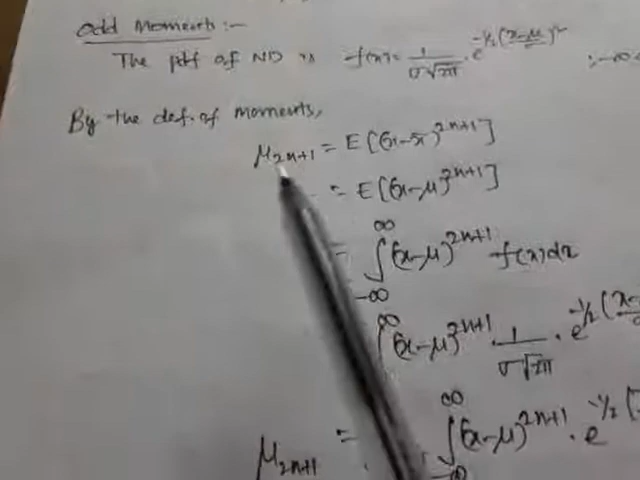 Odd Moments:-
The pdf of ND is f(x) = 1/σ√2π . e^-1/2(x-μ/σ)^2 ; -∞<
By the def. of moments,
μ2n+1 = E[(x-x̄)^2n+1]
= E[(x-μ)^2n+1]
= ∫-∞^∞ (x-μ)^2n+1 f(x)dx
∫^∞ (x-μ)^2n+1 . 1/σ√2π . e^-1/2(x-
μ2n+1 = ∫-∞^∞ (x-μ)^2n+1 . e^-1/2(